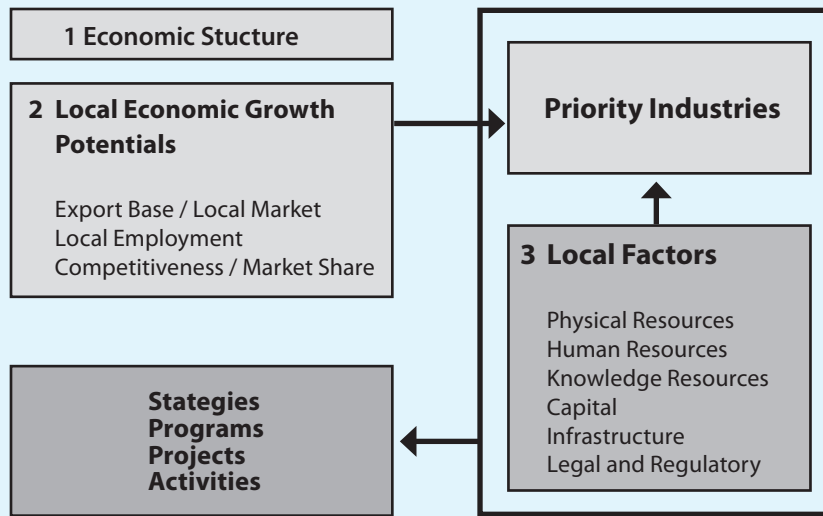 1 Economic Stucture
2 Local Economic Growth
Potentials
Export Base / Local Market
Local Employment
Competitiveness / Market Share
Priority Industries
3 Local Factors
Physical Resources
Human Resources
Knowledge Resources
Capital
Infrastructure
Legal and Regulatory
Stategies
Programs
Projects
Activities